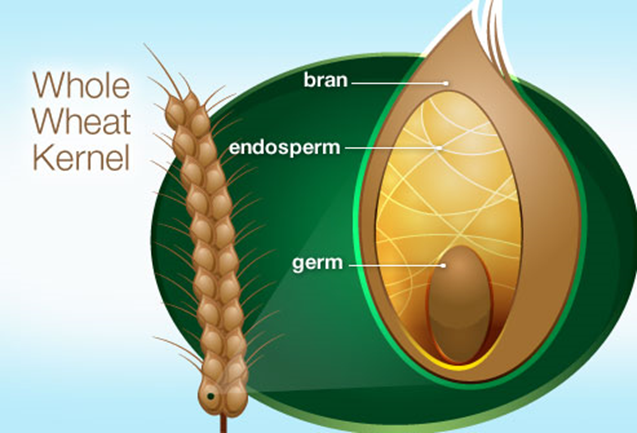 Whole
Wheat
Kernel
bran
endosperm
germ